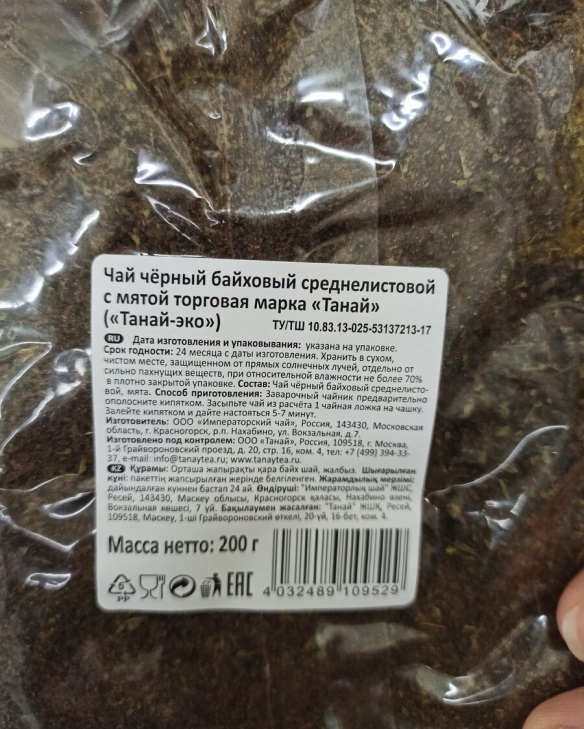 Чай чёрный байховый среднелистовой
с мятой торговая марка «Танай»
(«Танай-эко») ТУ/ТШ 10.83.13-025-53137213-17
RU Дата изготовления и упаковывания: указана на упаковке.
Срок годности: 24 месяца с даты изготовления. Хранить в сухом,
чистом месте, защищенном от прямых солнечных лучей, отдельно от
сильно пахнущих веществ, при относительной влажности не более 70%
в плотно закрытой упаковке. Состав: Чай чёрный байховый среднелисто-
вой, мята. Способ приготовления: Заварочный чайник предварительно
ополосните кипятком. Засыпьте чай из расчёта 1 чайная ложка на чашку.
Залейте кипятком и дайте настояться 5-7 минут.
Изготовитель: ООО «Императорский чай», Россия, 143430, Московская
область, г. Красногорск, р.п. Нахабино, ул. Вокзальная, д.7.
Изготовлено под контролем: ООО «Танай», Россия, 109518, г. Москва,
1-й Грайвороновский проезд, д. 20, стр. 16, ком. 4, тел: +7 (499) 394-33-
37, e-mail: info@tanaytea.ru; www.tanaytea.ru
KZ Құрамы: Орташа жапырақты қара байх шай, жалбыз. Шығарылған
күні: пакеттің жапсырылған жерінде белгіленген. Жарамдылық мерзімі:
дайындалған күннен бастап 24 ай. Өндіруші: "Императорлық шай" ЖШС,
Ресей, 143430, Маскеу облысы, Красногорск қаласы, Нахабино өзені,
Вокзальная көшесі, 7 үй. Бақылаумен жасалған: "Танай" ЖШҚ, Ресей,
109518, Маскеу, 1-ші Грайвороновский өткелі, 20-үй, 16-бөт, ком. 4.
Масса нетто: 200 г
5 PP EAC 4 032489 109529